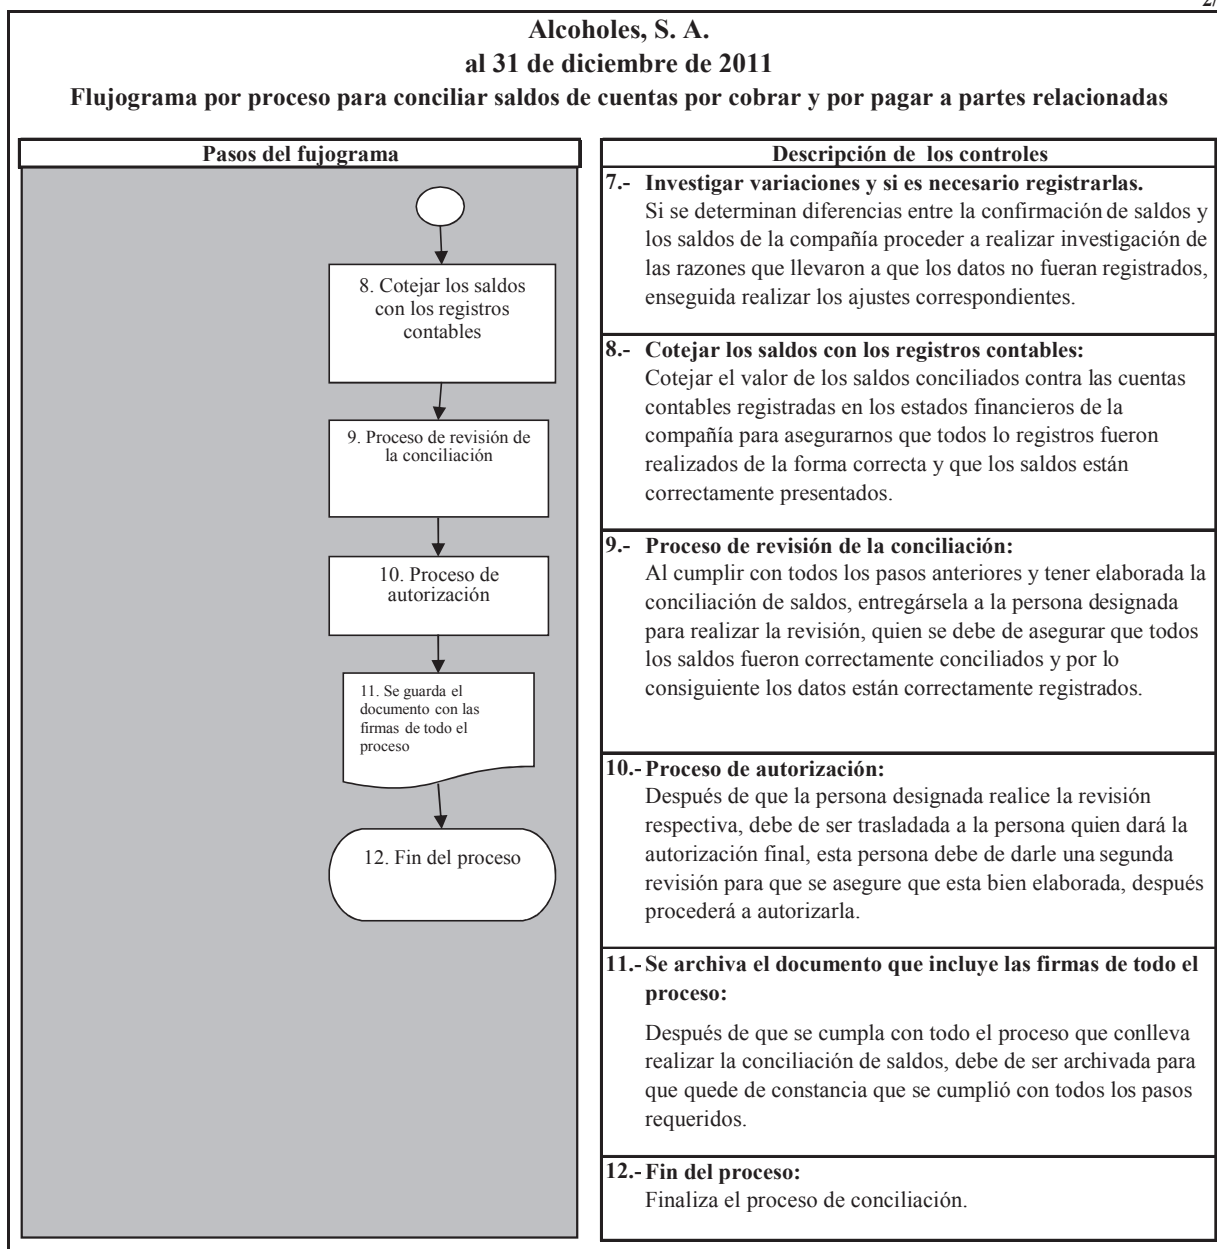 Alcoholes, S. A.
al 31 de diciembre de 2011
Flujograma por proceso para conciliar saldos de cuentas por cobrar y por pagar a partes relacionadas
Pasos del fujograma
8. Cotejar los saldos
con los registros
contables
9. Proceso de revisión de
la conciliación
10. Proceso de
autorización
11. Se guarda el
documento con las
firmas de todo el
proceso
12. Fin del proceso
Descripción de los controles
7.- Investigar variaciones y si es necesario registrarlas.
Si se determinan diferencias entre la confirmación de saldos y
los saldos de la compañía proceder a realizar investigación de
las razones que llevaron a que los datos no fueran registrados,
enseguida realizar los ajustes correspondientes.
8.- Cotejar los saldos con los registros contables:
Cotejar el valor de los saldos conciliados contra las cuentas
contables registradas en los estados financieros de la
compañía para asegurarnos que todos lo registros fueron
realizados de la forma correcta y que los saldos están
correctamente presentados.
9.- Proceso de revisión de la conciliación:
Al cumplir con todos los pasos anteriores y tener elaborada la
conciliación de saldos, entregársela a la persona designada
para realizar la revisión, quien se debe de asegurar que todos
los saldos fueron correctamente conciliados y por lo
consiguiente los datos están correctamente registrados.
10.- Proceso de autorización:
Después de que la persona designada realice la revisión
respectiva, debe de ser trasladada a la persona quien dará la
autorización final, esta persona debe de darle una segunda
revisión para que se asegure que esta bien elaborada, después
procederá a autorizarla.
11.- Se archiva el documento que incluye las firmas de todo el
proceso:
Después de que se cumpla con todo el proceso que conlleva
realizar la conciliación de saldos, debe de ser archivada para
que quede de constancia que se cumplió con todos los pasos
requeridos.
12.- Fin del proceso:
Finaliza el proceso de conciliación.